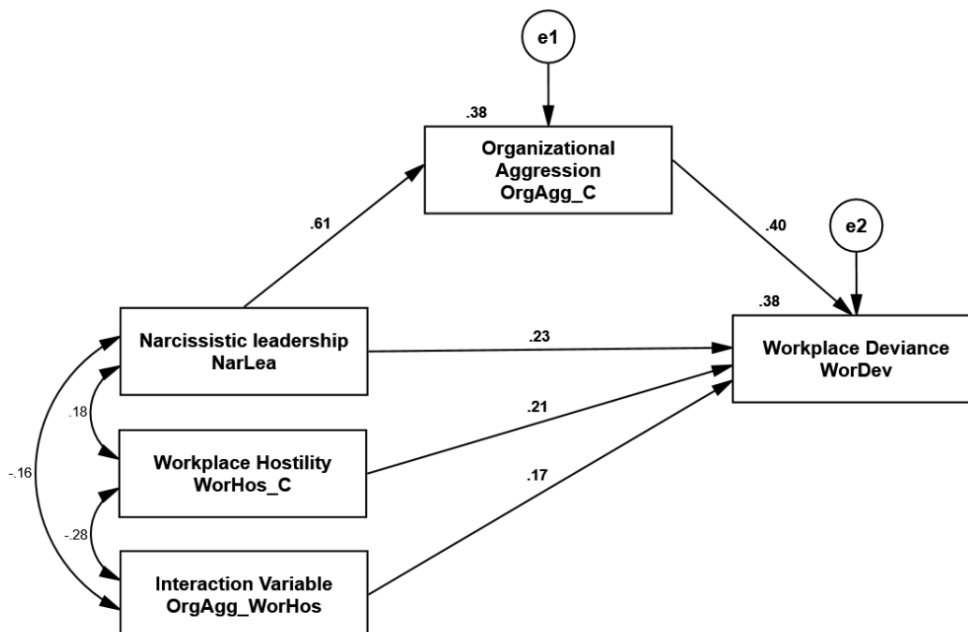 e1
.38
Organizational
Aggression
OrgAgg_C
.61
.40
e2
.38
Narcissistic leadership
NarLea
.23
Workplace Deviance
WorDev
.18
.21
-.16
Workplace Hostility
WorHos_C
.17
-.28
Interaction Variable
OrgAgg_WorHos